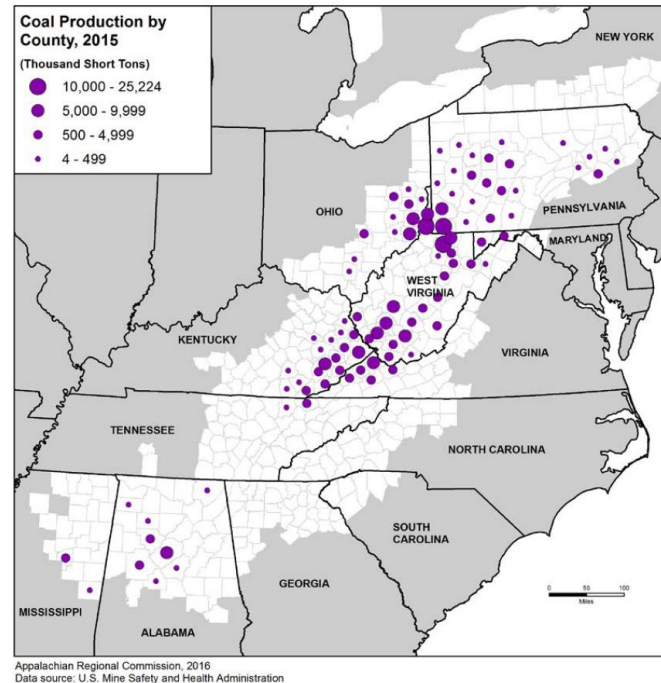 Coal Production by
County, 2015
(Thousand Short Tons)
10,000 - 25,224
5,000 - 9,999
500 - 4,999
4 - 499
NEW YORK
OHIO
PENNSYLVANIA
MARYLAND
WEST
VIRGINIA
KENTUCKY
VIRGINIA
TENNESSEE
NORTH CAROLINA
SOUTH
CAROLINA
GEORGIA
MISSISSIPPI
ALABAMA
0 50 100
Miles
Appalachian Regional Commission, 2016
Data source: U.S. Mine Safety and Health Administration